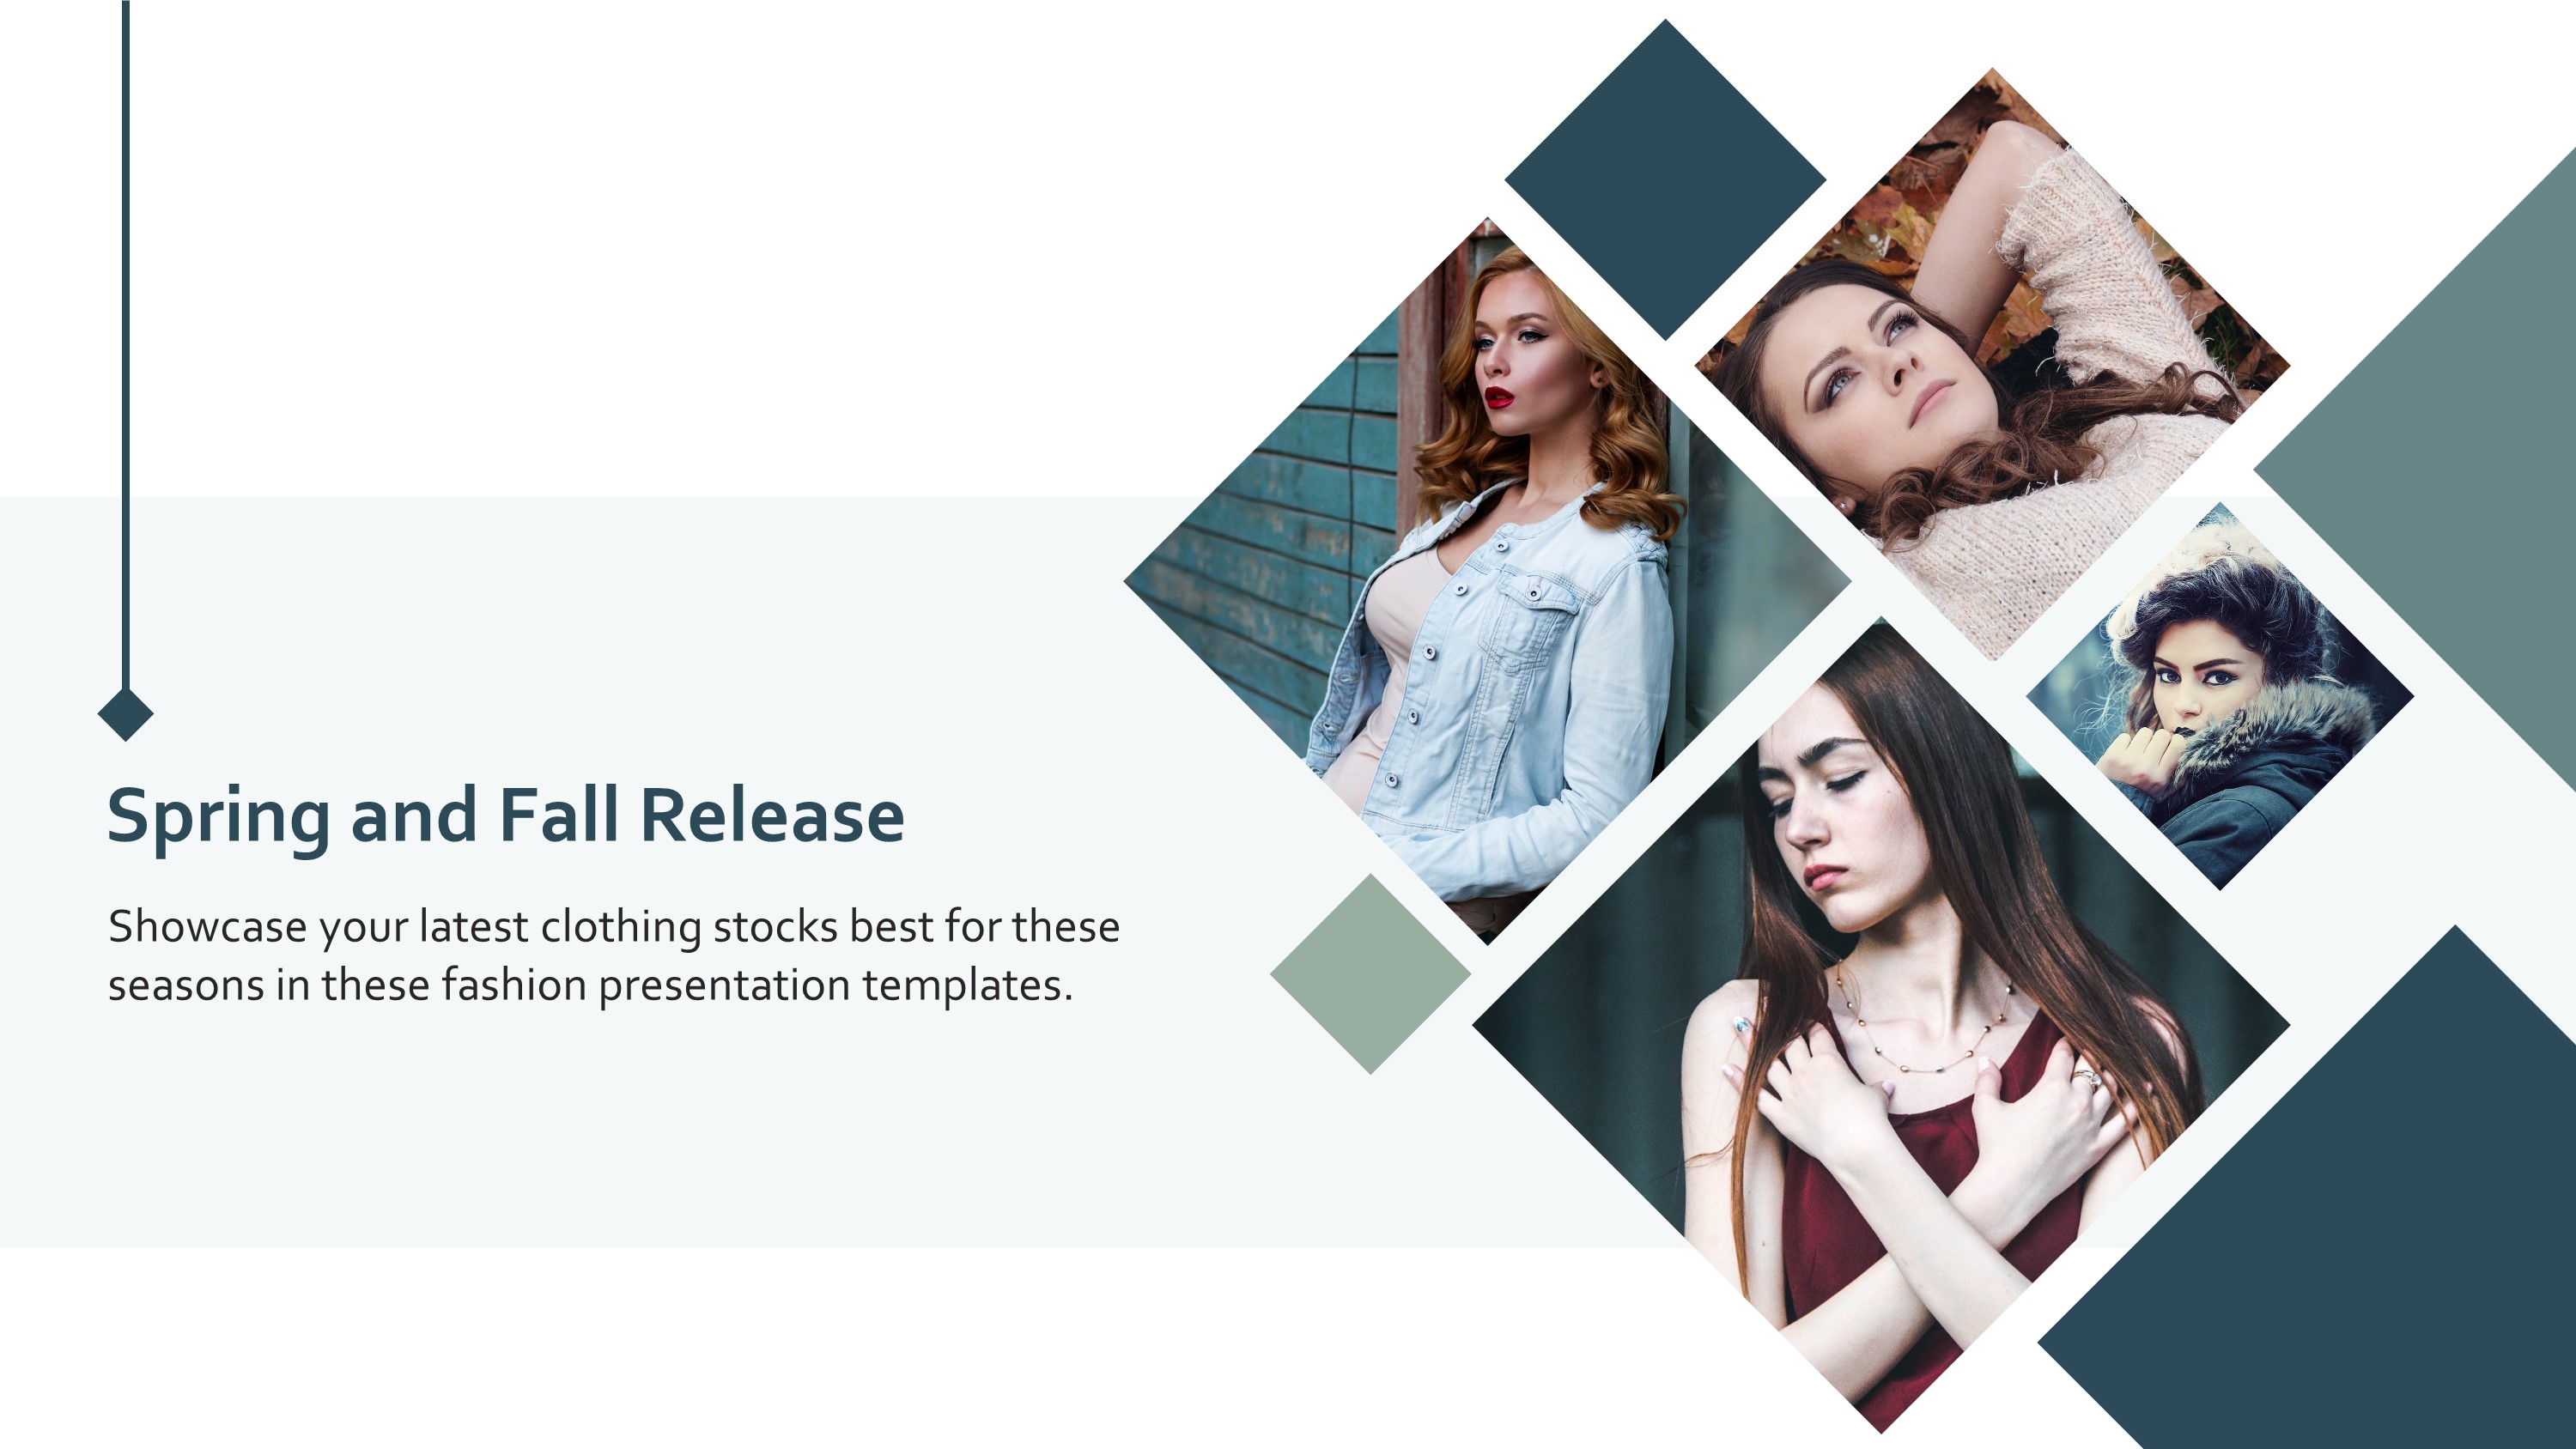 Spring and Fall Release
Showcase your latest clothing stocks best for these
seasons in these fashion presentation templates.